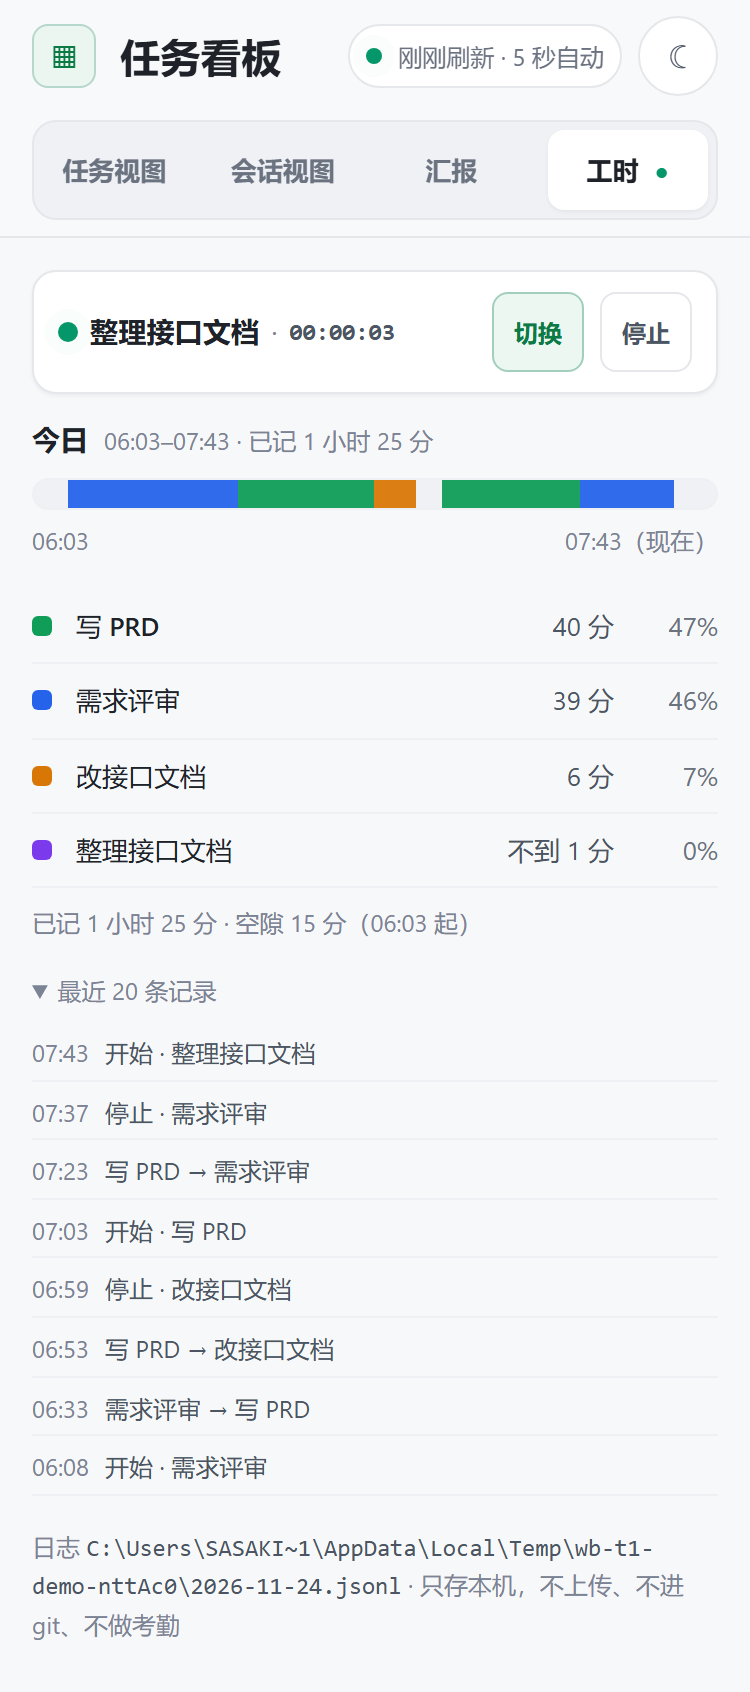 任务看板
刚刚刷新 · 5 秒自动
任务视图 会话视图 汇报 工时
整理接口文档 · 00:00:03 切换 停止
今日 06:03–07:43 · 已记 1 小时 25 分
06:03 07:43（现在）
写 PRD 40 分 47%
需求评审 39 分 46%
改接口文档 6 分 7%
整理接口文档 不到 1 分 0%
已记 1 小时 25 分 · 空隙 15 分（06:03 起）
▼ 最近 20 条记录
07:43 开始 · 整理接口文档
07:37 停止 · 需求评审
07:23 写 PRD → 需求评审
07:03 开始 · 写 PRD
06:59 停止 · 改接口文档
06:53 写 PRD → 改接口文档
06:33 需求评审 → 写 PRD
06:08 开始 · 需求评审
日志 C:\Users\SASAKI~1\AppData\Local\Temp\wb-t1-
demo-nttAc0\2026-11-24.jsonl · 只存本机，不上传、不进
git、不做考勤